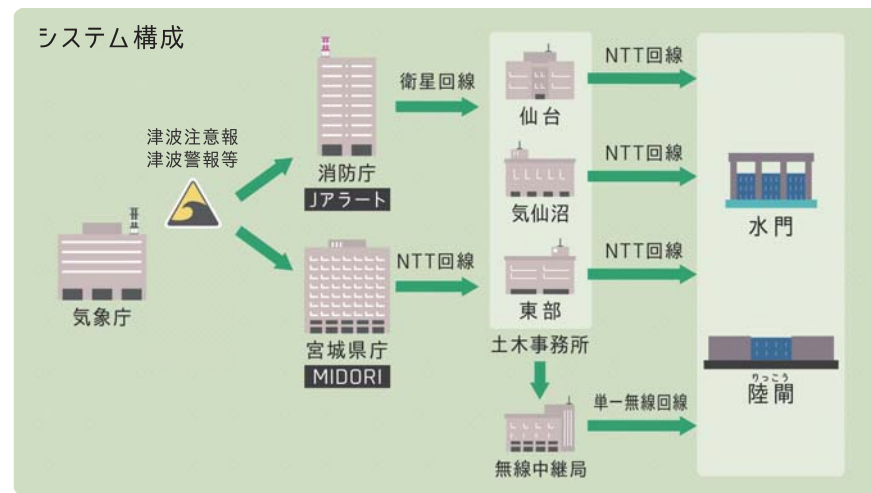 システム構成
津波注意報
津波警報等
気象庁
消防庁
Jアラート
宮城県庁
MIDORI
衛星回線
NTT回線
仙台
気仙沼
東部
土木事務所
無線中継局
NTT回線
NTT回線
NTT回線
単一無線回線
水門
りっこう
陸閘